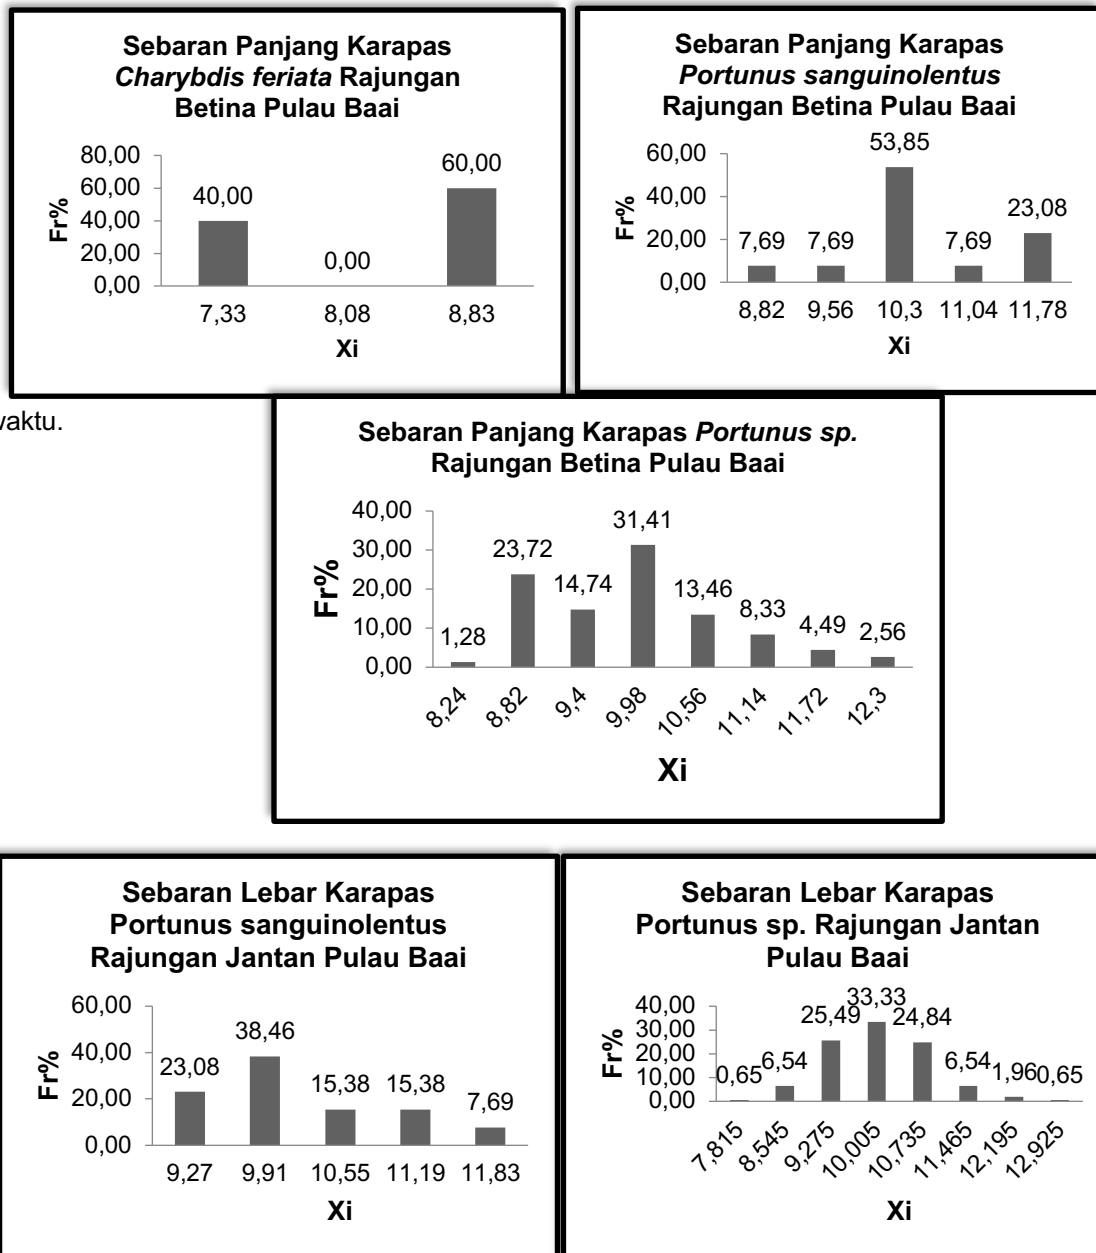 Sebaran Panjang Karapas
Charybdis feriata Rajungan
Betina Pulau Baai
80,00
60,00
40,00
20,00
0,00
Fr%
40,00
0,00
60,00
7,33 8,08 8,83
Xi
Sebaran Panjang Karapas
Portunus sanguinolentus
Rajungan Betina Pulau Baai
60,00
40,00
20,00
0,00
Fr%
7,69 7,69 53,85 7,69 23,08
8,82 9,56 10,3 11,04 11,78
Xi
waktu.
Sebaran Panjang Karapas Portunus sp.
Rajungan Betina Pulau Baai
40,00
30,00
20,00
10,00
0,00
Fr%
1,28 23,72 14,74 31,41 13,46 8,33 4,49 2,56
8,24 8,82 9,4 9,98 10,56 11,14 11,72 12,3
Xi
Sebaran Lebar Karapas
Portunus sanguinolentus
Rajungan Jantan Pulau Baai
60,00
40,00
20,00
0,00
Fr%
23,08 38,46 15,38 15,38 7,69
9,27 9,91 10,55 11,19 11,83
Xi
Sebaran Lebar Karapas
Portunus sp. Rajungan Jantan
Pulau Baai
40,00
30,00
20,00
10,00
0,00
Fr%
0,65 6,54 25,49 33,33 24,84 6,54 1,96 0,65
7,815 8,545 9,275 10,005 10,735 11,465 12,195 12,925
Xi